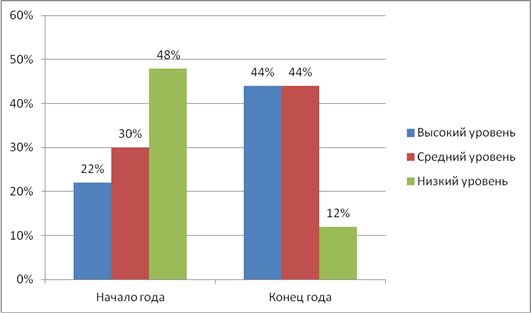 60%
50%
40%
30%
20%
10%
0%
22%
30%
48%
44%
44%
12%
Начало года
Конец года
Высокий уровень
Средний уровень
Низкий уровень